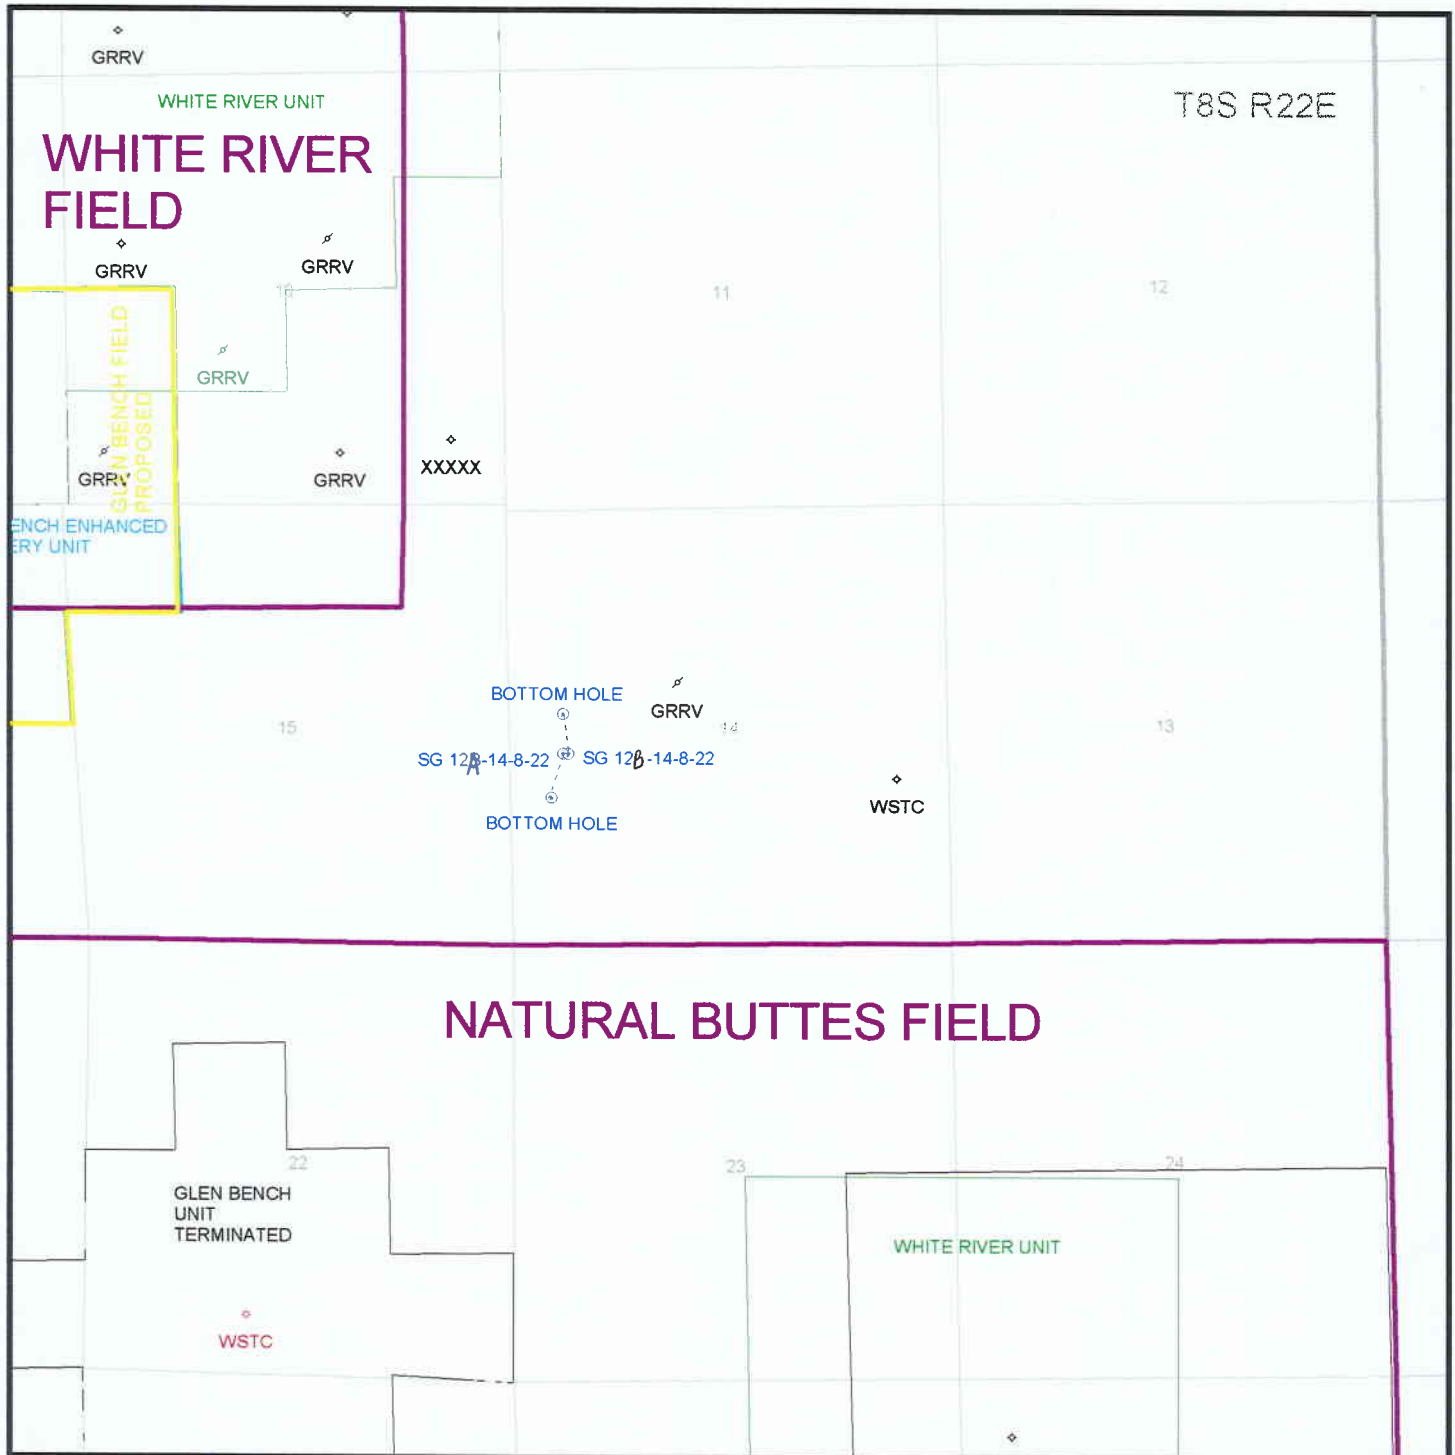 GRRV
WHITE RIVER UNIT
T8S R22E
WHITE RIVER
FIELD
GRRV
GRRV
10
11
12
GLEN BENCH FIELD
PROPOSED
GRRV
GRRV
GRRV
XXXXX
ENCH ENHANCED
ERY UNIT
BOTTOM HOLE
GRRV
15
14
13
SG 12A-14-8-22
SG 12B-14-8-22
WSTC
BOTTOM HOLE
NATURAL BUTTES FIELD
22
23
24
GLEN BENCH
UNIT
TERMINATED
WHITE RIVER UNIT
WSTC